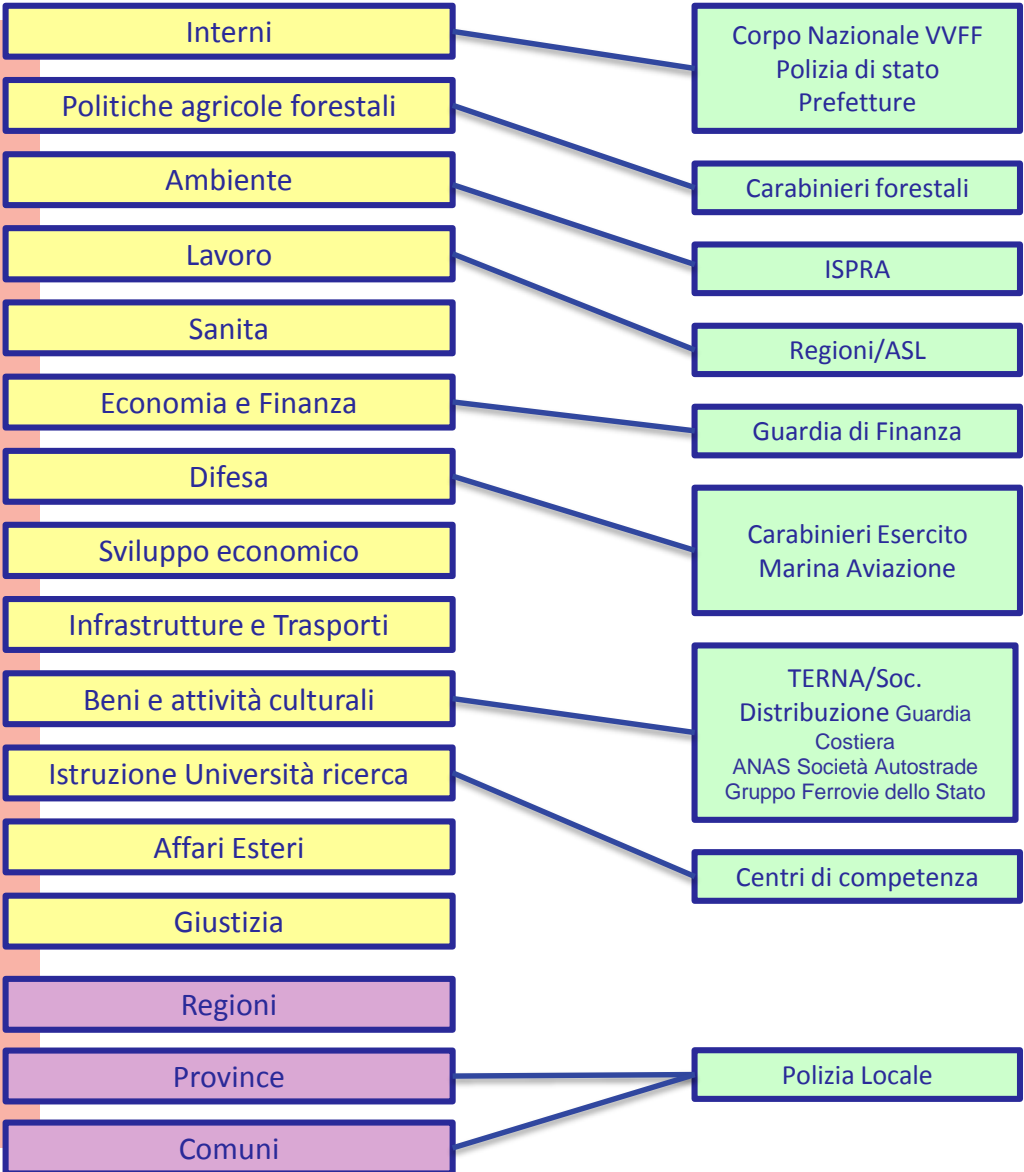 Interni
Politiche agricole forestali
Ambiente
Lavoro
Sanita
Economia e Finanza
Difesa
Sviluppo economico
Infrastrutture e Trasporti
Beni e attività culturali
Istruzione Università ricerca
Affari Esteri
Giustizia
Regioni
Province
Comuni
Corpo Nazionale VVFF
Polizia di stato
Prefetture
Carabinieri forestali
ISPRA
Regioni/ASL
Guardia di Finanza
Carabinieri Esercito
Marina Aviazione
TERNA/Soc.
Distribuzione Guardia
Costiera
ANAS Società Autostrade
Gruppo Ferrovie dello Stato
Centri di competenza
Polizia Locale